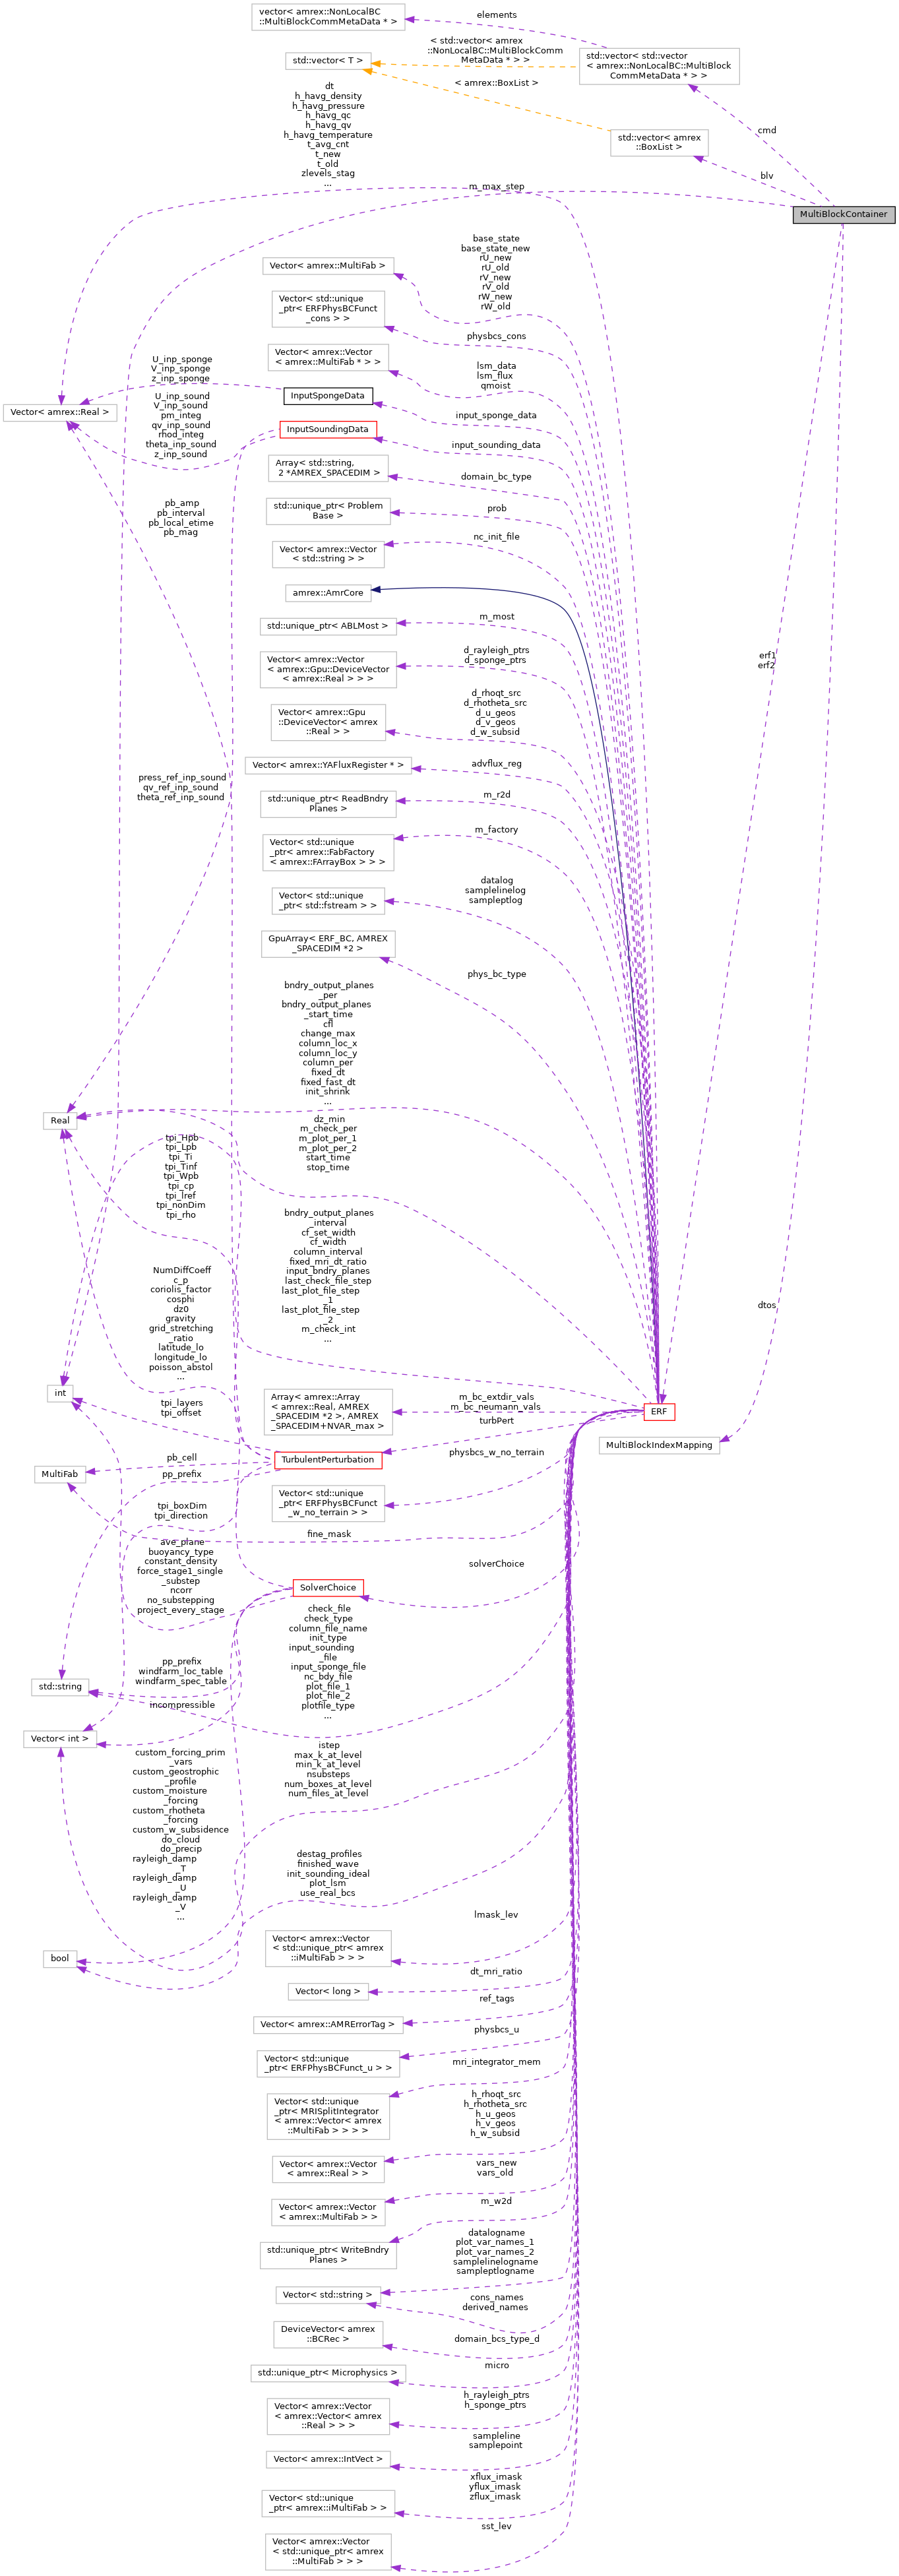 vector< amrex::NonLocalBC
::MultiBlockCommMetaData * >
elements
std::vector< T >
< std::vector< amrex
::NonLocalBC::MultiBlockComm
MetaData * > >
std::vector< std::vector
< amrex::NonLocalBC::MultiBlock
CommMetaData * > >
< amrex::BoxList >
dt
h_havg_density
h_havg_pressure
h_havg_qc
h_havg_qv
h_havg_temperature
t_avg_cnt
t_new
t_old
zlevels_stag
...
std::vector< amrex
::BoxList >
cmd
blv
m_max_step
MultiBlockContainer
base_state
base_state_new
rU_new
rU_old
rV_new
rV_old
rW_new
rW_old
Vector< amrex::MultiFab >
Vector< std::unique
_ptr< ERFPhysBCFunct
_cons > >
physbcs_cons
Vector< amrex::Vector
< amrex::MultiFab * > >
lsm_data
lsm_flux
qmoist
U_inp_sponge
V_inp_sponge
z_inp_sponge
InputSpongeData
input_sponge_data
Vector< amrex::Real >
U_inp_sound
V_inp_sound
pm_integ
qv_inp_sound
rhod_integ
theta_inp_sound
z_inp_sound
InputSoundingData
input_sounding_data
Array< std::string,
2 *AMREX_SPACEDIM >
domain_bc_type
pb_amp
pb_interval
pb_local_etime
pb_mag
std::unique_ptr< Problem
Base >
prob
Vector< amrex::Vector
< std::string > >
nc_init_file
amrex::AmrCore
std::unique_ptr< ABLMost >
m_most
Vector< amrex::Vector
< amrex::Gpu::DeviceVector
< amrex::Real > > >
d_rayleigh_ptrs
d_sponge_ptrs
erf1
erf2
Vector< amrex::Gpu
::DeviceVector< amrex
::Real > >
d_rhoqt_src
d_rhotheta_src
d_u_geos
d_v_geos
d_w_subsid
Vector< amrex::YAFluxRegister * >
advflux_reg
press_ref_inp_sound
qv_ref_inp_sound
theta_ref_inp_sound
std::unique_ptr< ReadBndry
Planes >
m_r2d
Vector< std::unique
_ptr< amrex::FabFactory
< amrex::FArrayBox > > >
m_factory
Vector< std::unique
_ptr< std::fstream > >
datalog
samplelinelog
sampleptlog
GpuArray< ERF_BC, AMREX
_SPACEDIM *2 >
phys_bc_type
bndry_output_planes
_per
bndry_output_planes
_start_time
cfl
change_max
column_loc_x
column_loc_y
column_per
fixed_dt
fixed_fast_dt
init_shrink
...
Real
dz_min
m_check_per
m_plot_per_1
m_plot_per_2
start_time
stop_time
tpi_Hpb
tpi_Lpb
tpi_Ti
tpi_Tinf
tpi_Wpb
tpi_cp
tpi_lref
tpi_nonDim
tpi_rho
bndry_output_planes
_interval
cf_set_width
cf_width
column_interval
fixed_mri_dt_ratio
input_bndry_planes
last_check_file_step
last_plot_file_step
_1
last_plot_file_step
_2
m_check_int
...
NumDiffCoeff
c_p
coriolis_factor
cosphi
dz0
gravity
grid_stretching
_ratio
latitude_lo
longitude_lo
poisson_abstol
...
dtos
int
Array< amrex::Array
< amrex::Real, AMREX
_SPACEDIM *2 >, AMREX
_SPACEDIM+NVAR_max >
m_bc_extdir_vals
m_bc_neumann_vals
ERF
tpi_layers
tpi_offset
turbPert
MultiBlockIndexMapping
TurbulentPerturbation
physbcs_w_no_terrain
pb_cell
MultiFab
pp_prefix
Vector< std::unique
_ptr< ERFPhysBCFunct
_w_no_terrain > >
tpi_boxDim
tpi_direction
fine_mask
ave_plane
buoyancy_type
constant_density
force_stage1_single
_substep
ncorr
no_substepping
project_every_stage
solverChoice
SolverChoice
check_file
check_type
column_file_name
init_type
input_sounding
_file
input_sponge_file
nc_bdy_file
plot_file_1
plot_file_2
plotfile_type
...
pp_prefix
windfarm_loc_table
windfarm_spec_table
std::string
incompressible
Vector< int >
istep
max_k_at_level
min_k_at_level
nsubsteps
num_boxes_at_level
num_files_at_level
custom_forcing_prim
_vars
custom_geostrophic
_profile
custom_moisture
_forcing
custom_rhotheta
_forcing
custom_w_subsidence
do_cloud
do_precip
rayleigh_damp
_T
rayleigh_damp
_U
rayleigh_damp
_V
...
destag_profiles
finished_wave
init_sounding_ideal
plot_lsm
use_real_bcs
bool
Vector< amrex::Vector
< std::unique_ptr< amrex
::iMultiFab > > >
lmask_lev
Vector< long >
dt_mri_ratio
Vector< amrex::AMRErrorTag >
ref_tags
Vector< std::unique
_ptr< ERFPhysBCFunct_u > >
physbcs_u
Vector< std::unique
_ptr< MRISplitIntegrator
< amrex::Vector< amrex
::MultiFab > > > >
mri_integrator_mem
Vector< amrex::Vector
< amrex::Real > >
h_rhoqt_src
h_rhotheta_src
h_u_geos
h_v_geos
h_w_subsid
Vector< amrex::Vector
< amrex::MultiFab > >
vars_new
vars_old
std::unique_ptr< WriteBndry
Planes >
m_w2d
Vector< std::string >
datalogname
plot_var_names_1
plot_var_names_2
samplelinelogname
sampleptlogname
cons_names
derived_names
DeviceVector< amrex
::BCRec >
domain_bcs_type_d
std::unique_ptr< Microphysics >
micro
Vector< amrex::Vector
< amrex::Vector< amrex
::Real > > >
h_rayleigh_ptrs
h_sponge_ptrs
Vector< amrex::IntVect >
sampleline
samplepoint
Vector< std::unique
_ptr< amrex::iMultiFab > >
xflux_imask
yflux_imask
zflux_imask
Vector< amrex::Vector
< std::unique_ptr< amrex
::MultiFab > > >
sst_lev